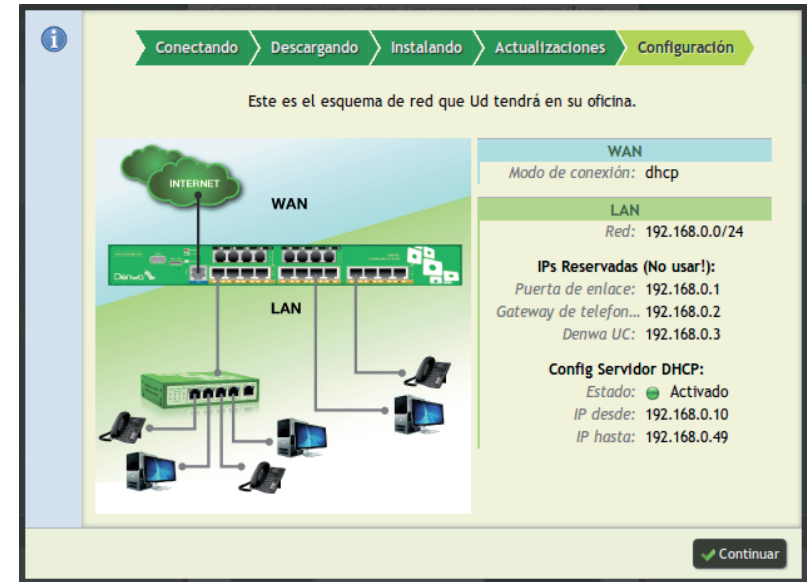 Conectando
Descargando
Instalando
Actualizaciones
Configuración
Este es el esquema de red que Ud tendrá en su oficina.
INTERNET
WAN
Denwa
LAN
WAN
Modo de conexión: dhcp
LAN
Red: 192.168.0.0/24
IPs Reservadas (No usar!):
Puerta de enlace: 192.168.0.1
Gateway de telefon... 192.168.0.2
Denwa UC: 192.168.0.3
Config Servidor DHCP:
Estado: Activado
IP desde: 192.168.0.10
IP hasta: 192.168.0.49
Continuar